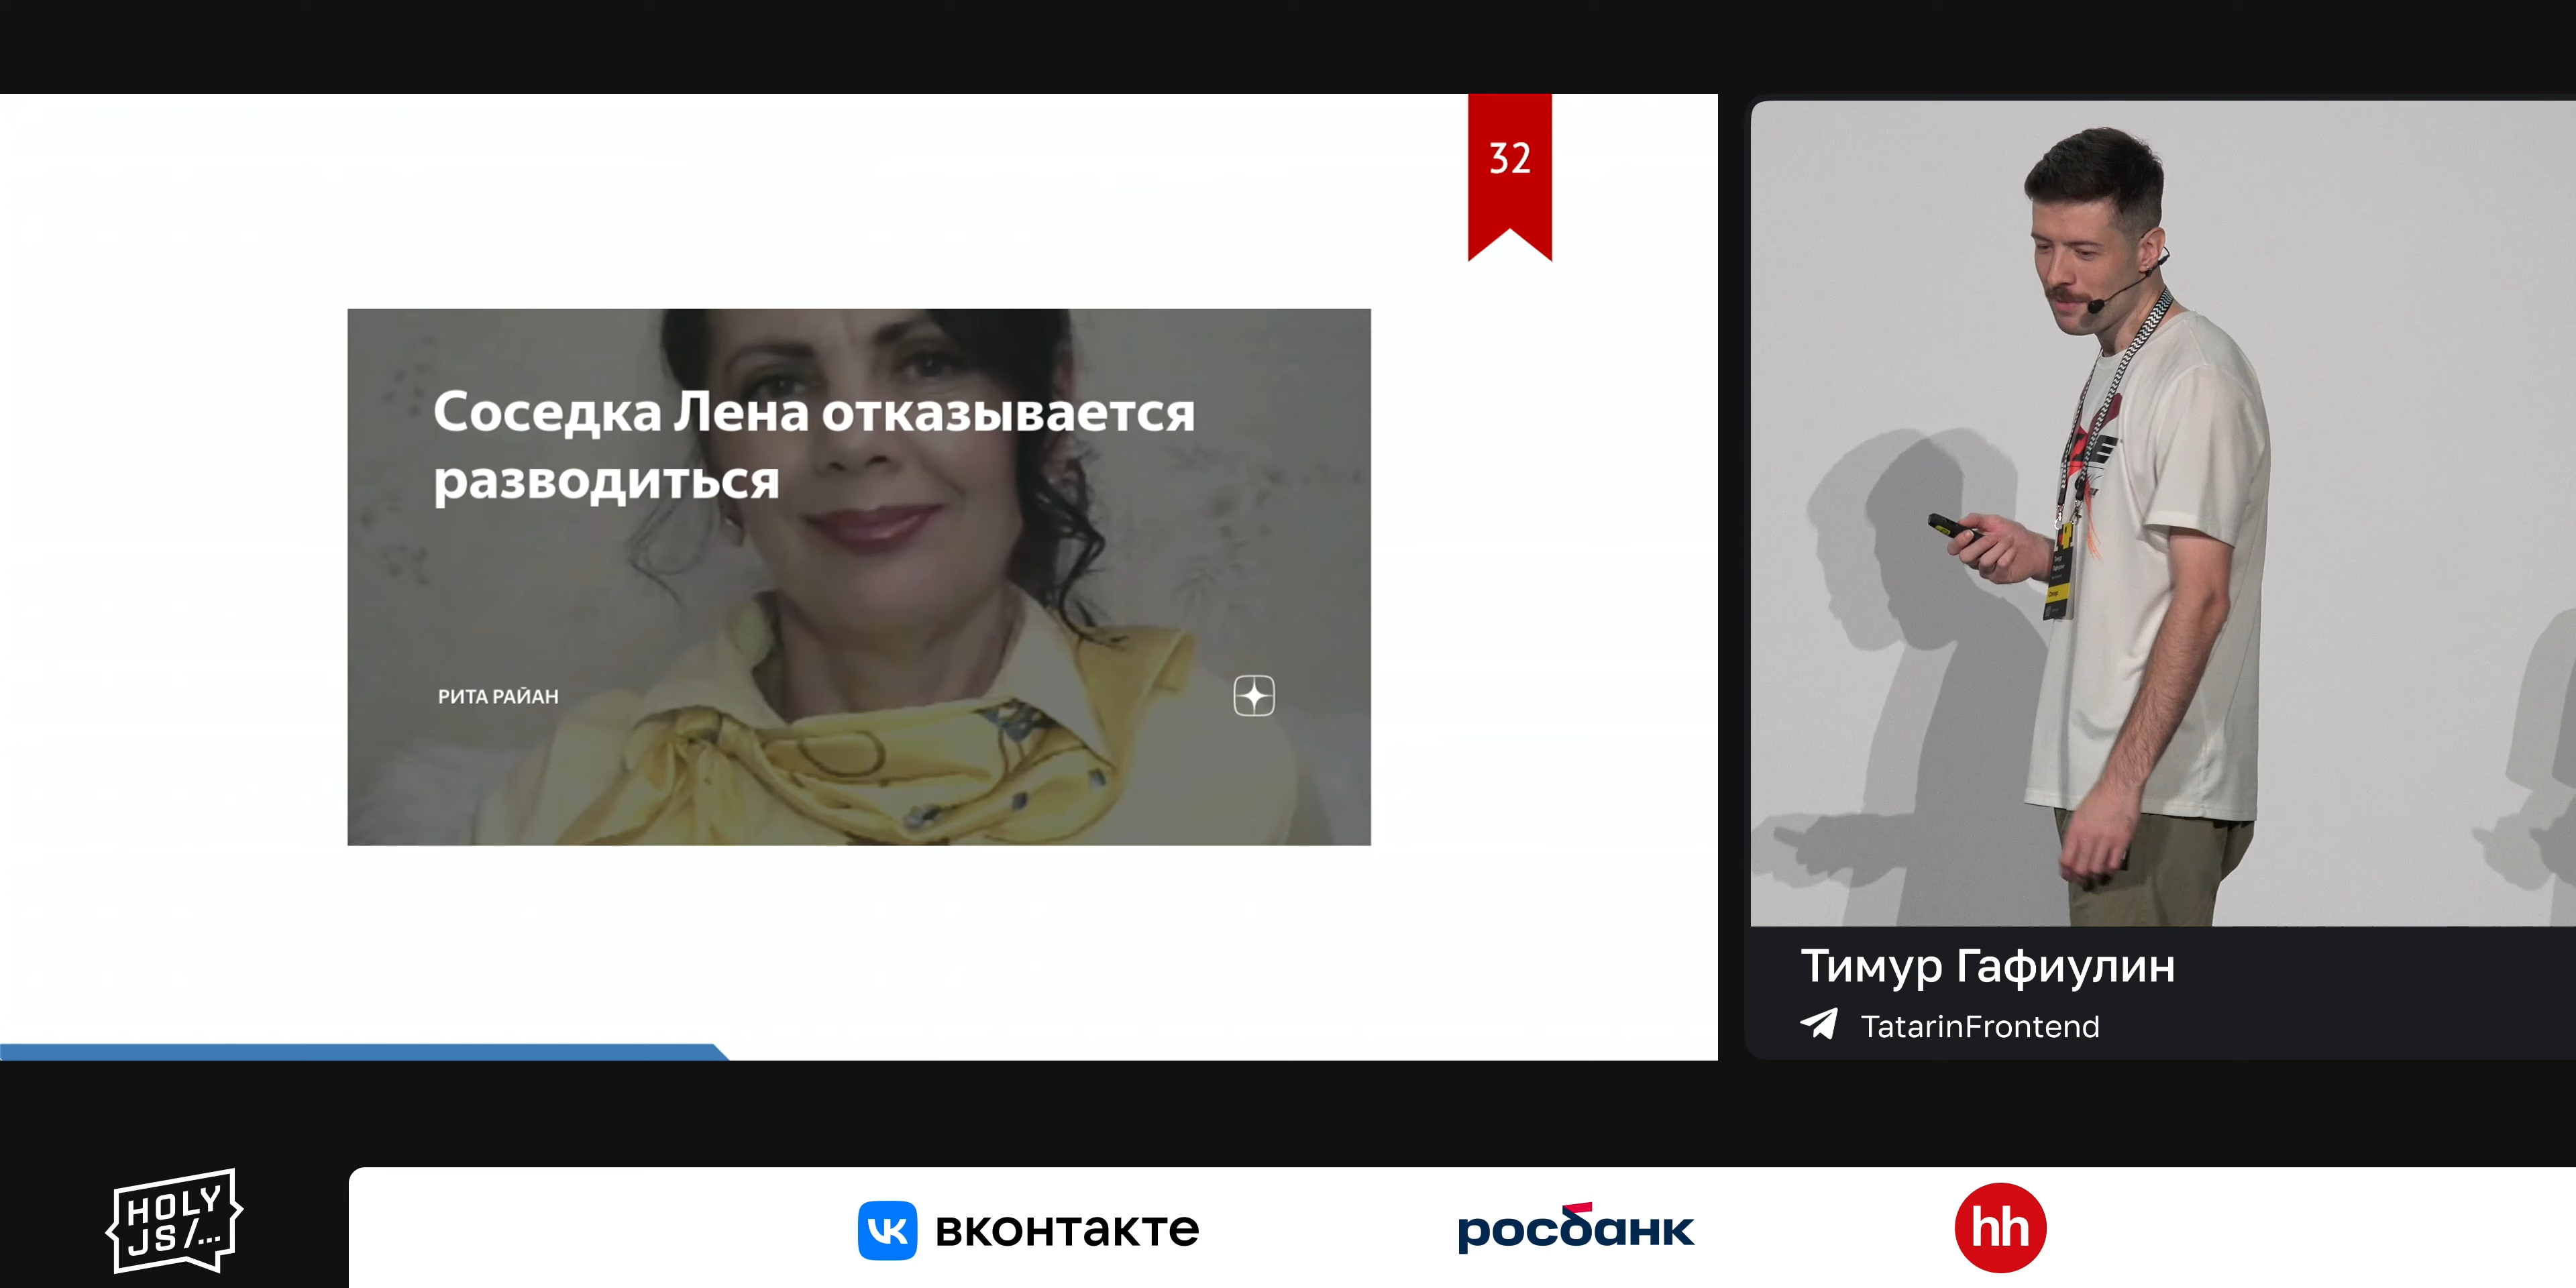 32
Соседка Лена отказывается
разводиться
РИТА РАЙАН
Тимур Гафиулин
TatarinFrontend
HOLY
JS/...
вконтакте
росбанк
hh